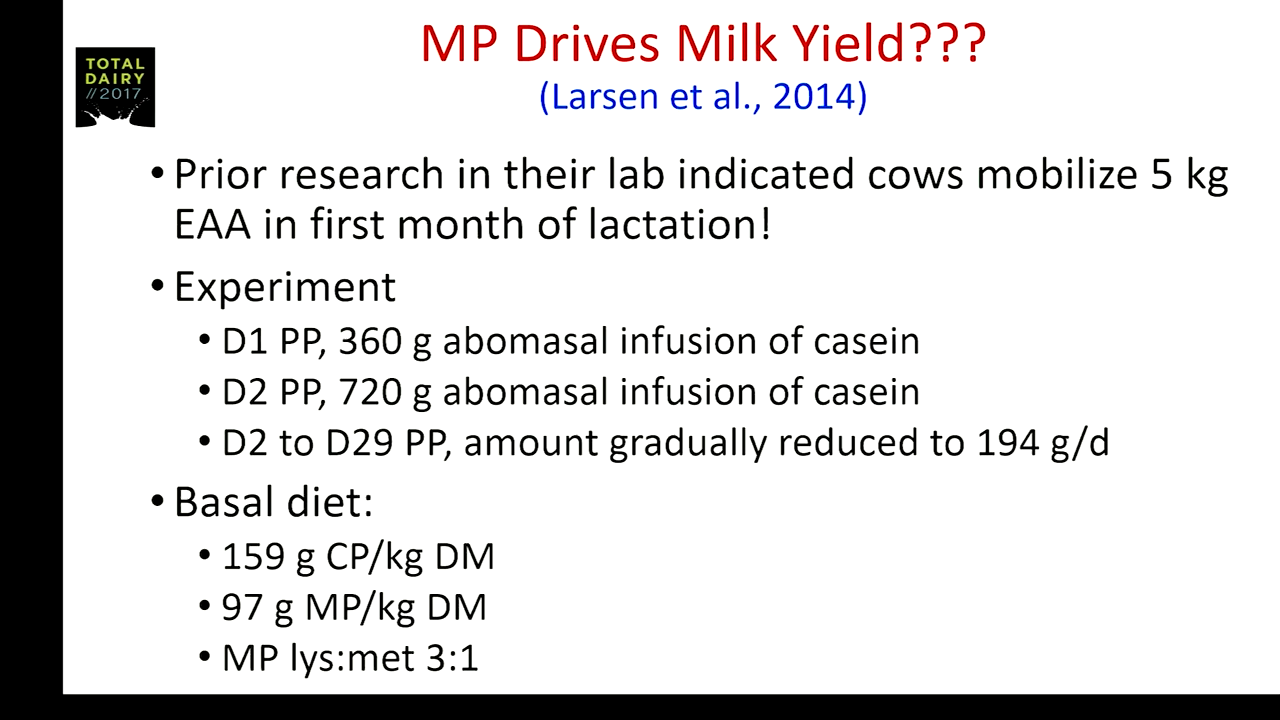 MP Drives Milk Yield???
(Larsen et al., 2014)
TOTAL
DAIRY
//2017
• Prior research in their lab indicated cows mobilize 5 kg
EAA in first month of lactation!
• Experiment
• D1 PP, 360 g abomasal infusion of casein
• D2 PP, 720 g abomasal infusion of casein
• D2 to D29 PP, amount gradually reduced to 194 g/d
• Basal diet:
• 159 g CP/kg DM
• 97 g MP/kg DM
• MP lys:met 3:1